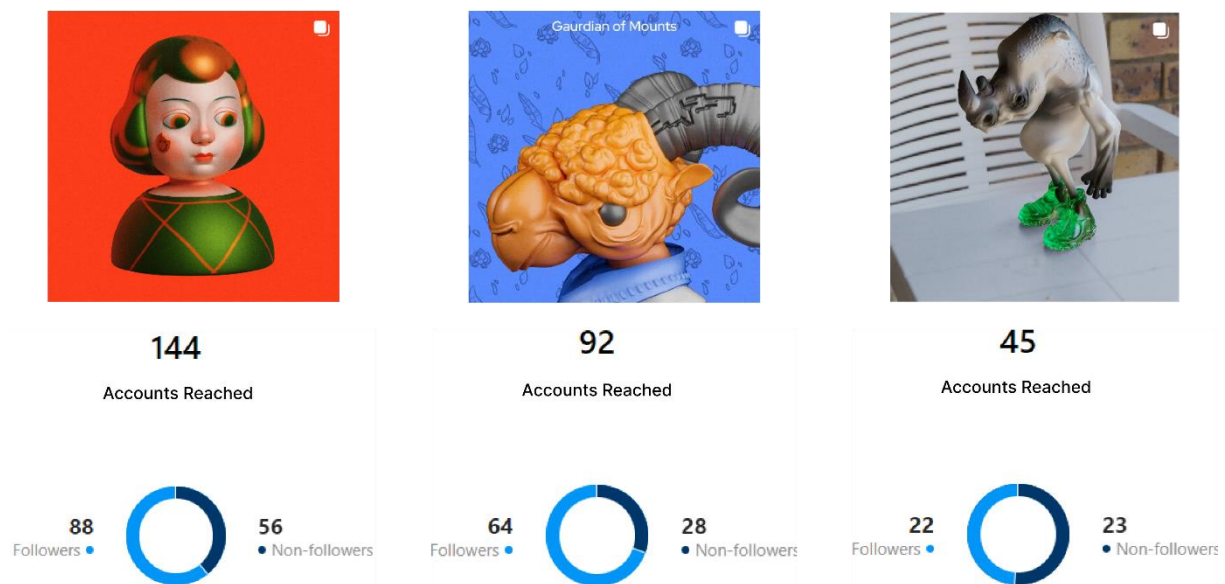 Gaurdian of Mounts
144
Accounts Reached
88
Followers
56
Non-followers
92
Accounts Reached
64
Followers
28
Non-followers
45
Accounts Reached
22
Followers
23
Non-followers